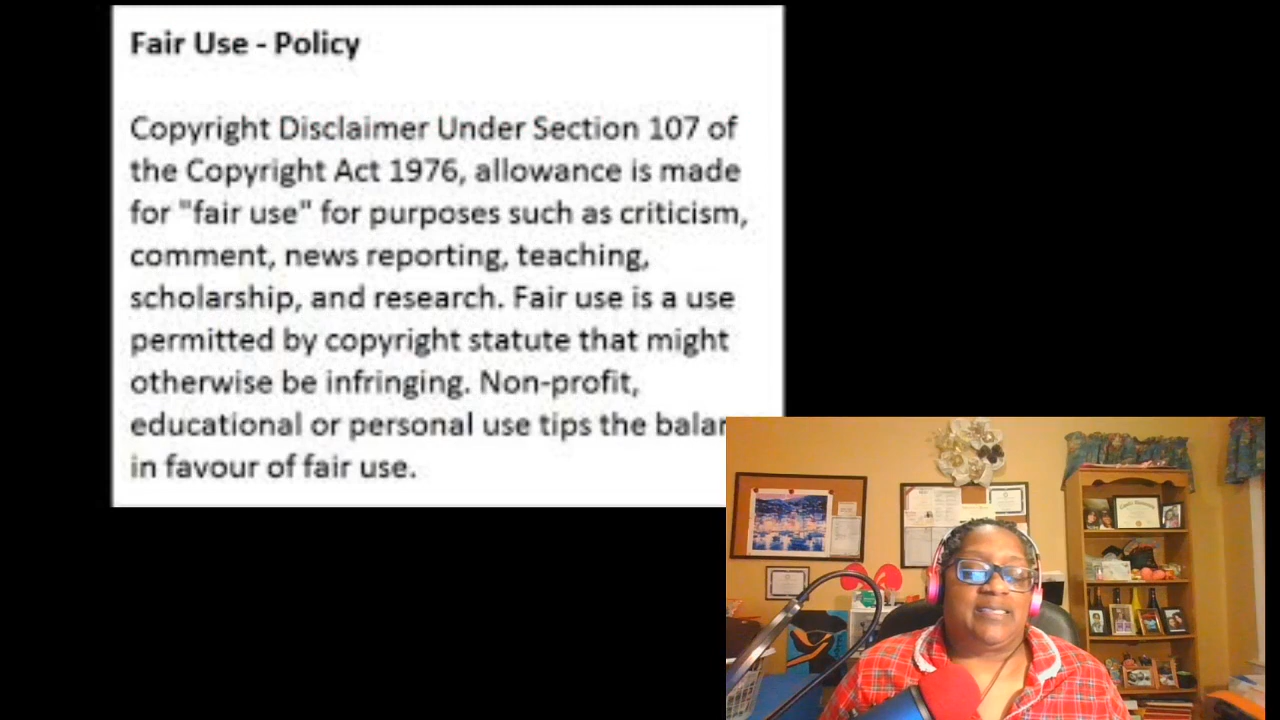 Fair Use - Policy
Copyright Disclaimer Under Section 107 of
the Copyright Act 1976, allowance is made
for "fair use" for purposes such as criticism,
comment, news reporting, teaching,
scholarship, and research. Fair use is a use
permitted by copyright statute that might
otherwise be infringing. Non-profit,
educational or personal use tips the
in favour of fair use.